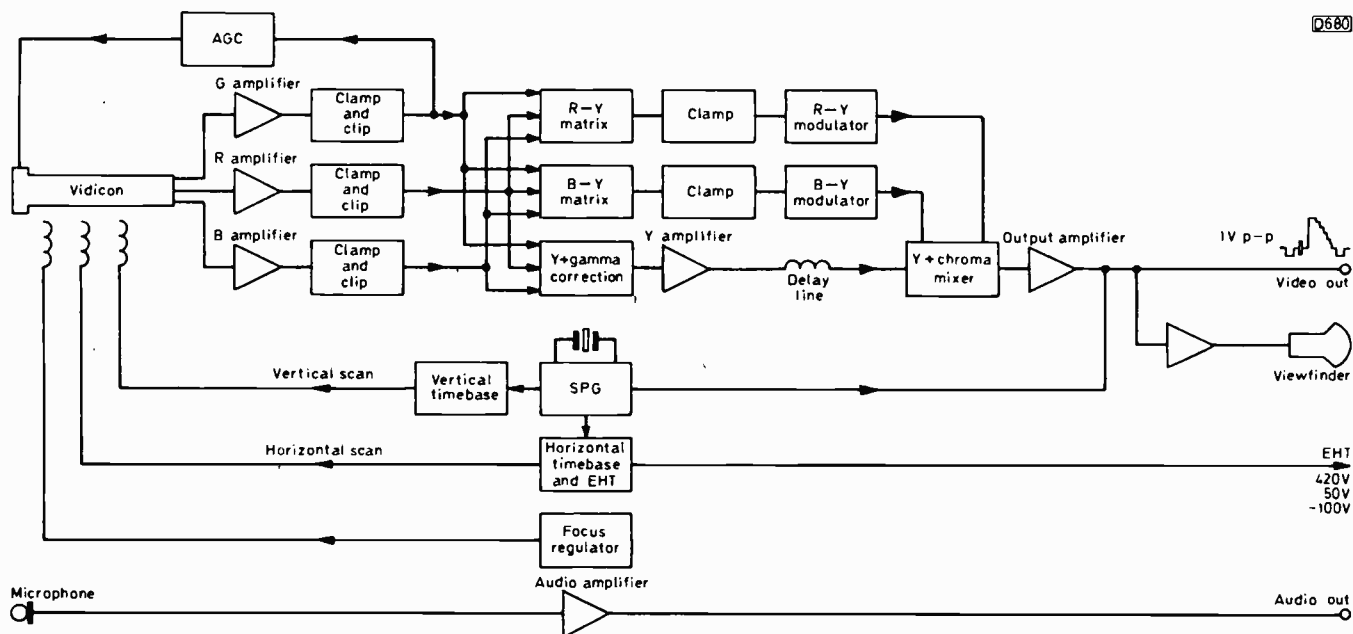 D680
AGC
G amplifier
Clamp
and
clip
R-Y
matrix
Clamp
R-Y
modulator
R amplifier
Vidicon
Clamp
and
clip
B-Y
matrix
Clamp
B-Y
modulator
B amplifier
Clamp
and
clip
Y+gamma
correction
Y amplifier
Delay
line
Y+chroma
mixer
Output amplifier
1V p-p
Video out
Viewfinder
Vertical scan
Vertical
timebase
SPG
Horizontal scan
Horizontal
timebase
and EHT
EHT
420V
50V
-100V
Focus
regulator
Microphone
Audio amplifier
Audio out